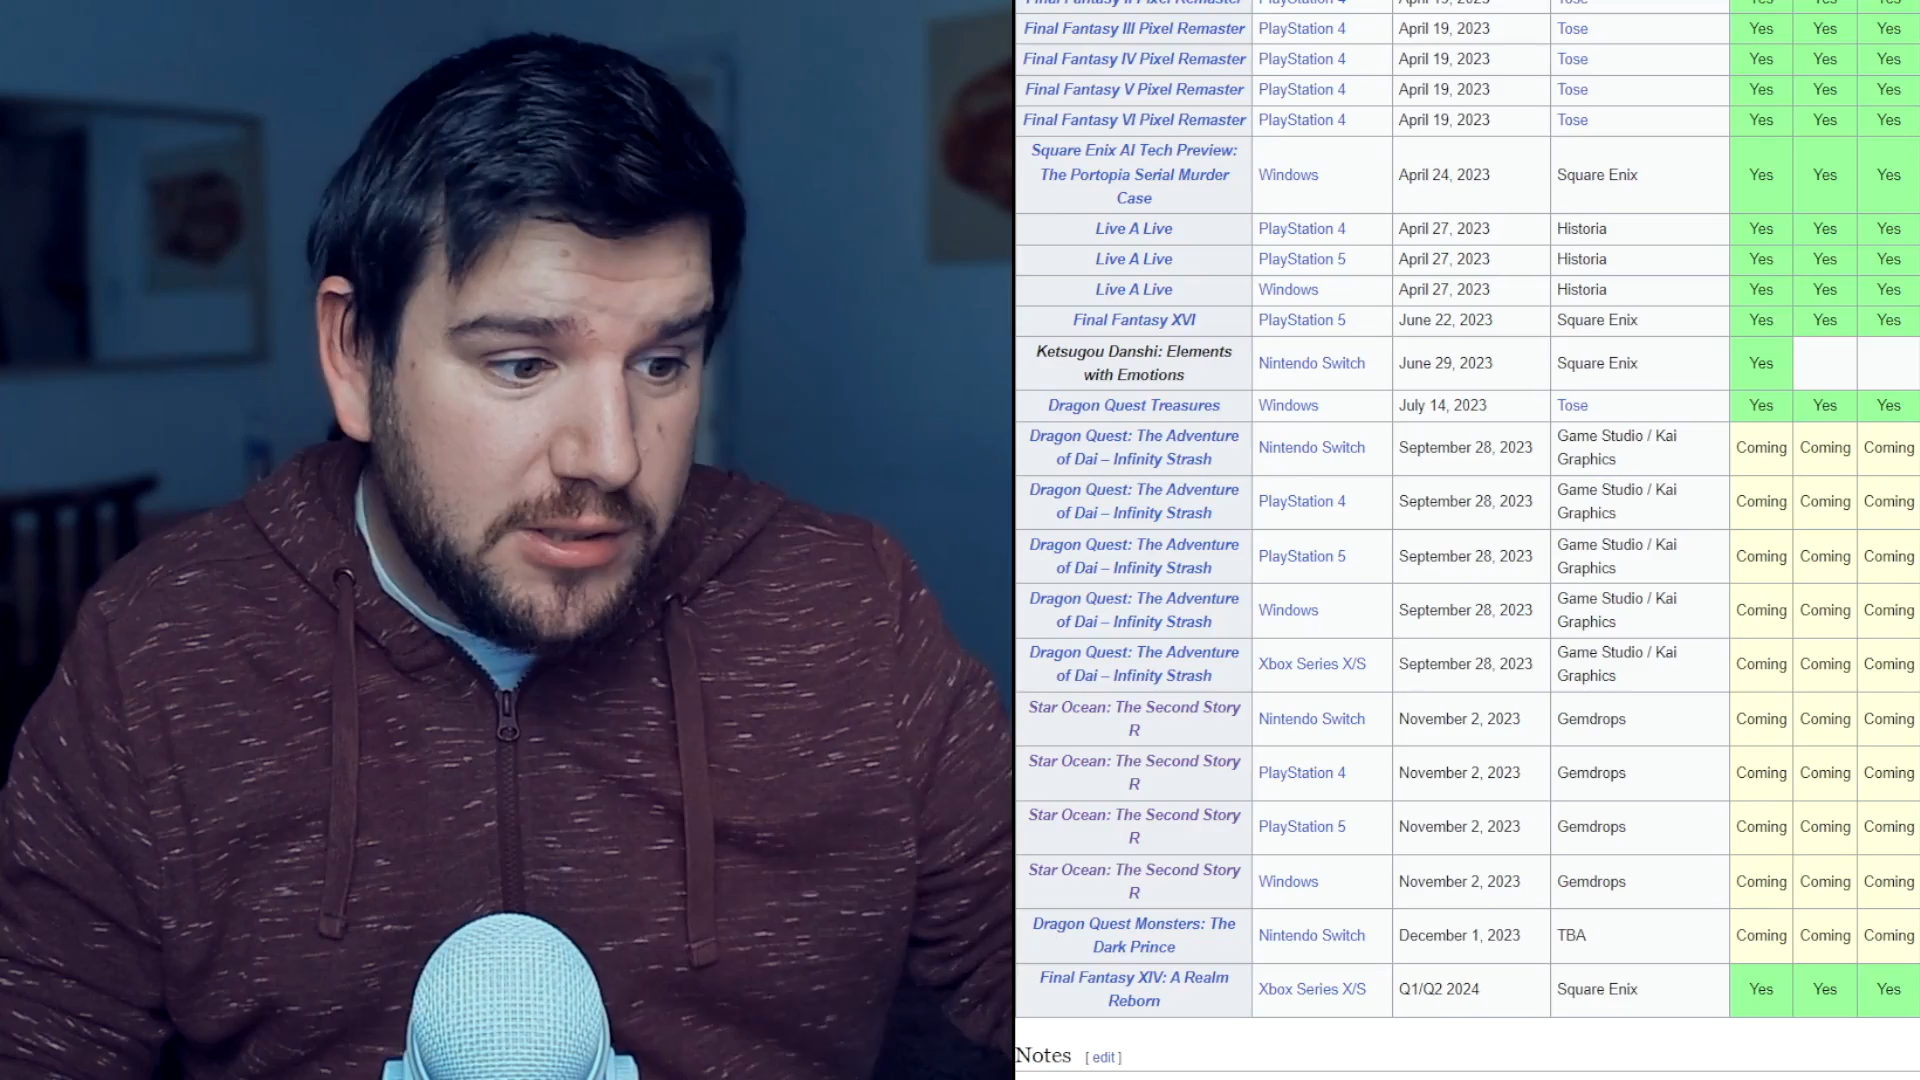 Final Fantasy II Pixel Remaster PlayStation 4 April 19, 2023 Tose Yes Yes Yes
Final Fantasy III Pixel Remaster PlayStation 4 April 19, 2023 Tose Yes Yes Yes
Final Fantasy IV Pixel Remaster PlayStation 4 April 19, 2023 Tose Yes Yes Yes
Final Fantasy V Pixel Remaster PlayStation 4 April 19, 2023 Tose Yes Yes Yes
Final Fantasy VI Pixel Remaster PlayStation 4 April 19, 2023 Tose Yes Yes Yes
Square Enix AI Tech Preview:
The Portopia Serial Murder Windows April 24, 2023 Square Enix Yes Yes Yes
Case
Live A Live PlayStation 4 April 27, 2023 Historia Yes Yes Yes
Live A Live PlayStation 5 April 27, 2023 Historia Yes Yes Yes
Live A Live Windows April 27, 2023 Historia Yes Yes Yes
Final Fantasy XVI PlayStation 5 June 22, 2023 Square Enix Yes Yes Yes
Ketsugou Danshi: Elements
with Emotions Nintendo Switch June 29, 2023 Square Enix Yes
Dragon Quest Treasures Windows July 14, 2023 Tose Yes Yes Yes
Dragon Quest: The Adventure
of Dai – Infinity Strash Nintendo Switch September 28, 2023 Game Studio / Kai
Graphics Coming Coming Coming
Dragon Quest: The Adventure
of Dai – Infinity Strash PlayStation 4 September 28, 2023 Game Studio / Kai
Graphics Coming Coming Coming
Dragon Quest: The Adventure
of Dai – Infinity Strash PlayStation 5 September 28, 2023 Game Studio / Kai
Graphics Coming Coming Coming
Dragon Quest: The Adventure
of Dai – Infinity Strash Windows September 28, 2023 Game Studio / Kai
Graphics Coming Coming Coming
Dragon Quest: The Adventure
of Dai – Infinity Strash Xbox Series X/S September 28, 2023 Game Studio / Kai
Graphics Coming Coming Coming
Star Ocean: The Second Story
R Nintendo Switch November 2, 2023 Gemdrops Coming Coming Coming
Star Ocean: The Second Story
R PlayStation 4 November 2, 2023 Gemdrops Coming Coming Coming
Star Ocean: The Second Story
R PlayStation 5 November 2, 2023 Gemdrops Coming Coming Coming
Star Ocean: The Second Story
R Windows November 2, 2023 Gemdrops Coming Coming Coming
Dragon Quest Monsters: The
Dark Prince Nintendo Switch December 1, 2023 TBA Coming Coming Coming
Final Fantasy XIV: A Realm
Reborn Xbox Series X/S Q1/Q2 2024 Square Enix Yes Yes Yes
Notes [ edit ]